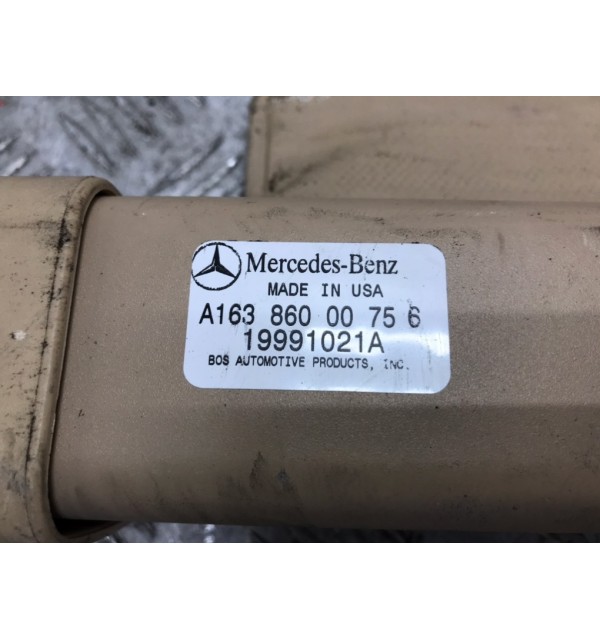 Mercedes-Benz
MADE IN USA
A163 860 00 75 6
19991021A
BOS AUTOMOTIVE PRODUCTS, INC.